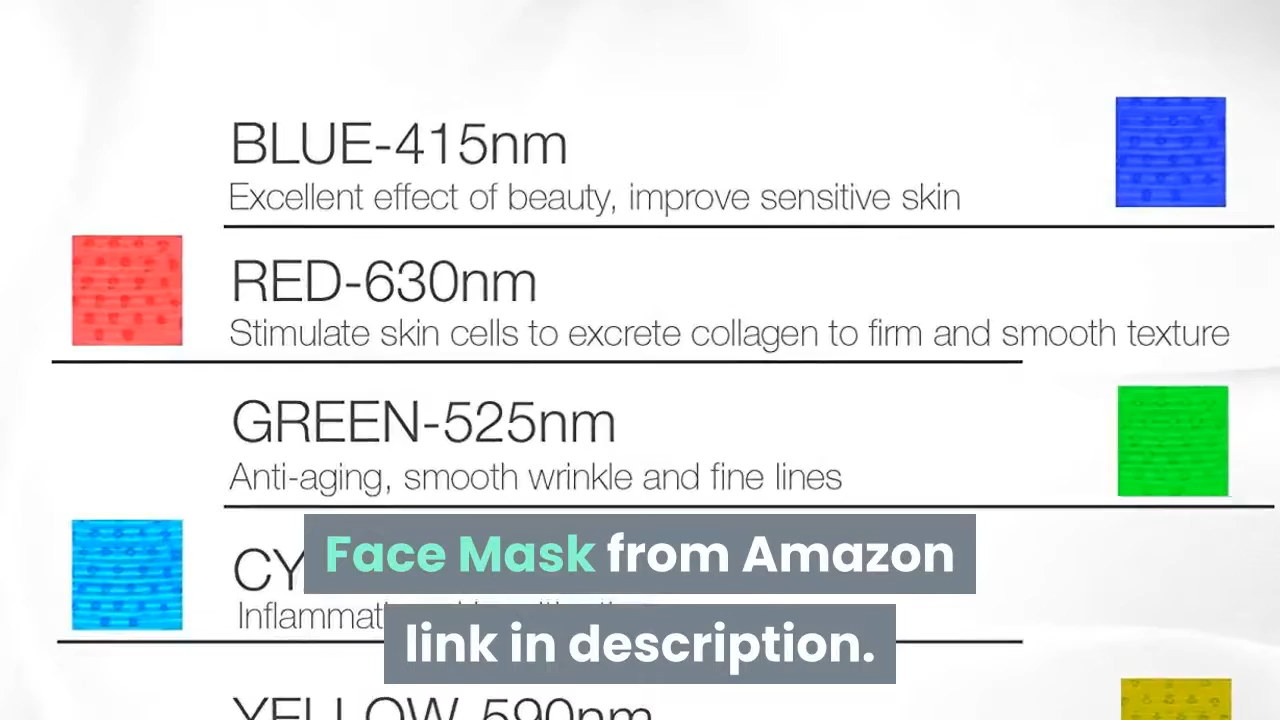 BLUE-415nm
Excellent effect of beauty, improve sensitive skin
RED-630nm
Stimulate skin cells to excrete collagen to firm and smooth texture
GREEN-525nm
Anti-aging, smooth wrinkle and fine lines
Face Mask from Amazon
link in description.
YELLOW-590nm